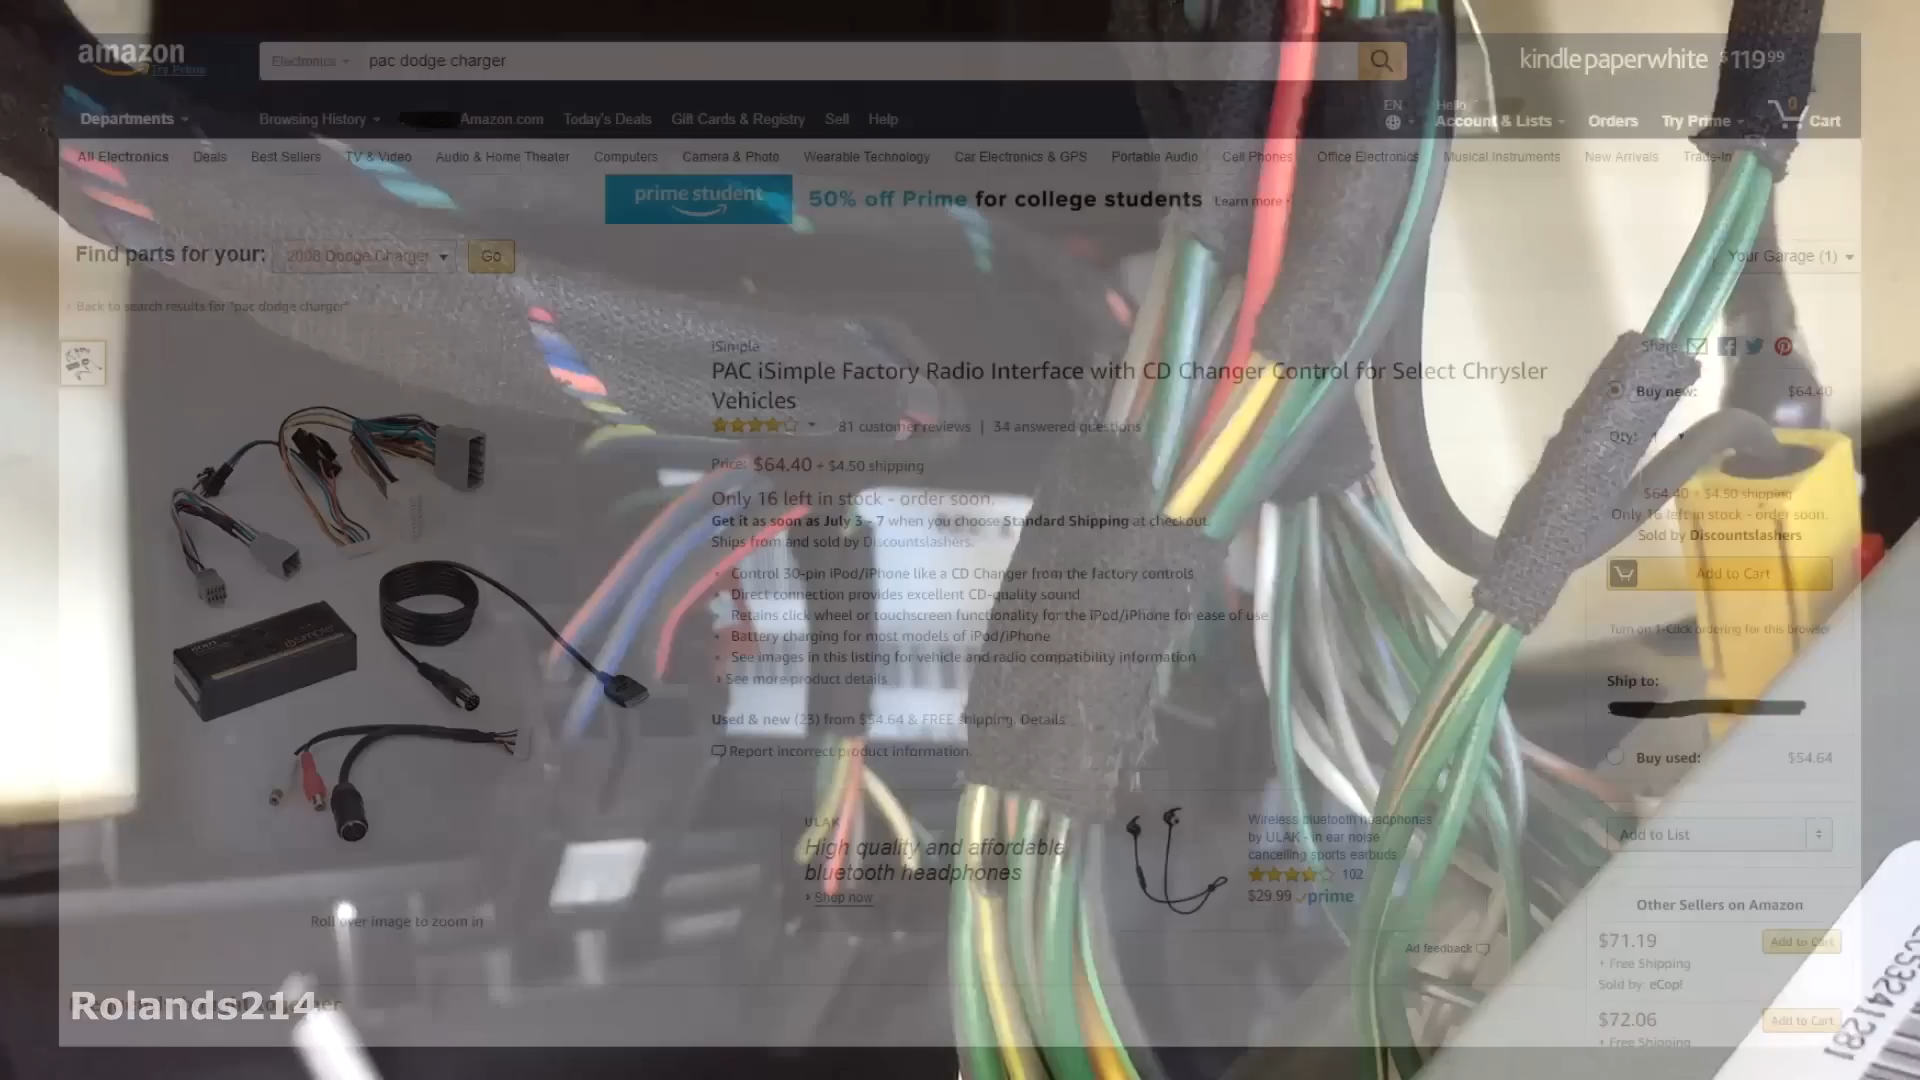 amazon
Try Prime
Electronics
pac dodge charger
kindle paperwhite $119.99
Departments
Browsing History
Amazon.com
Today's Deals
Gift Cards & Registry
Sell
Help
EN
Hello
Account & Lists
Orders
Try Prime
0
Cart
All Electronics
Deals
Best Sellers
TV & Video
Audio & Home Theater
Computers
Camera & Photo
Wearable Technology
Car Electronics & GPS
Portable Audio
Cell Phones
Office Electronics
Musical Instruments
New Arrivals
Trade-In
prime student
50% off Prime for college students
Learn more ›
Find parts for your:
2008 Dodge Charger
Go
Your Garage (1)
‹ Back to search results for "pac dodge charger"
iSimple
PAC iSimple Factory Radio Interface with CD Changer Control for Select Chrysler
Vehicles
81 customer reviews | 34 answered questions
Price: $64.40 + $4.50 shipping
Only 16 left in stock - order soon.
Get it as soon as July 3 - 7 when you choose Standard Shipping at checkout.
Ships from and sold by Discountslashers.
Control 30-pin iPod/iPhone like a CD Changer from the factory controls
Direct connection provides excellent CD-quality sound
Retains click wheel or touchscreen functionality for the iPod/iPhone for ease of use
Battery charging for most models of iPod/iPhone
See images in this listing for vehicle and radio compatibility information
› See more product details
Used & new (23) from $54.64 & FREE shipping. Details
Report incorrect product information.
Share
Buy new:
$64.40
Qty: 1
$64.40 + $4.50 shipping
Only 16 left in stock - order soon.
Sold by Discountslashers
Add to Cart
Turn on 1-Click ordering for this browser
Ship to:
Buy used:
$54.64
Add to List
Other Sellers on Amazon
$71.19
+ Free Shipping
Sold by: eCop!
Add to Cart
$72.06
+ Free Shipping
Add to Cart
Roll over image to zoom in
ULAK
High quality and affordable
bluetooth headphones
› Shop now
Wireless bluetooth headphones
by ULAK - in ear noise
cancelling sports earbuds
102
$29.99 prime
Ad feedback
Rolands214